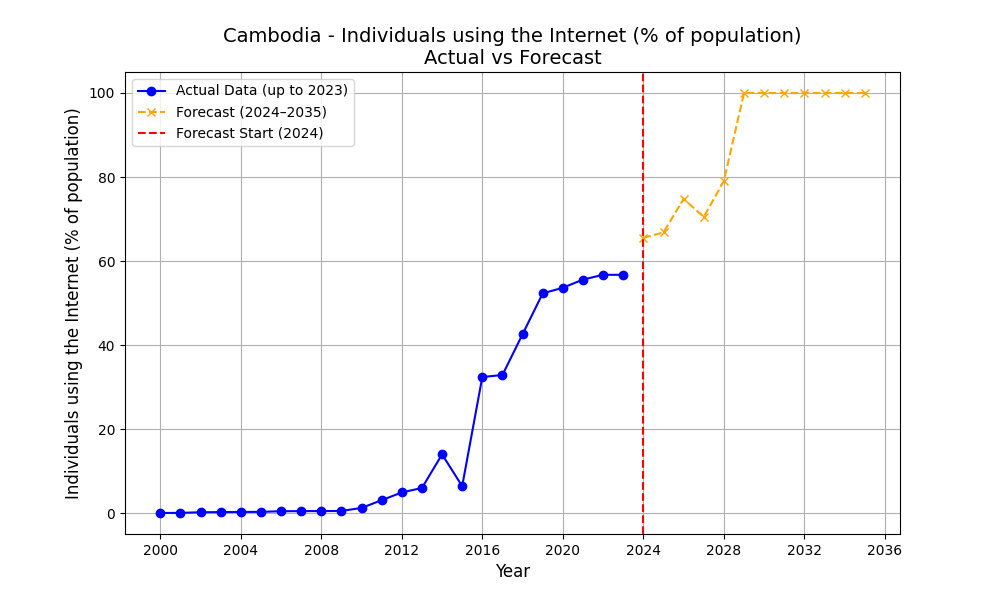 Cambodia - Individuals using the Internet (% of population)
Actual vs Forecast
Actual Data (up to 2023)
Forecast (2024–2035)
Forecast Start (2024)
Individuals using the Internet (% of population)
100
80
60
40
20
0
2000 2004 2008 2012 2016 2020 2024 2028 2032 2036
Year